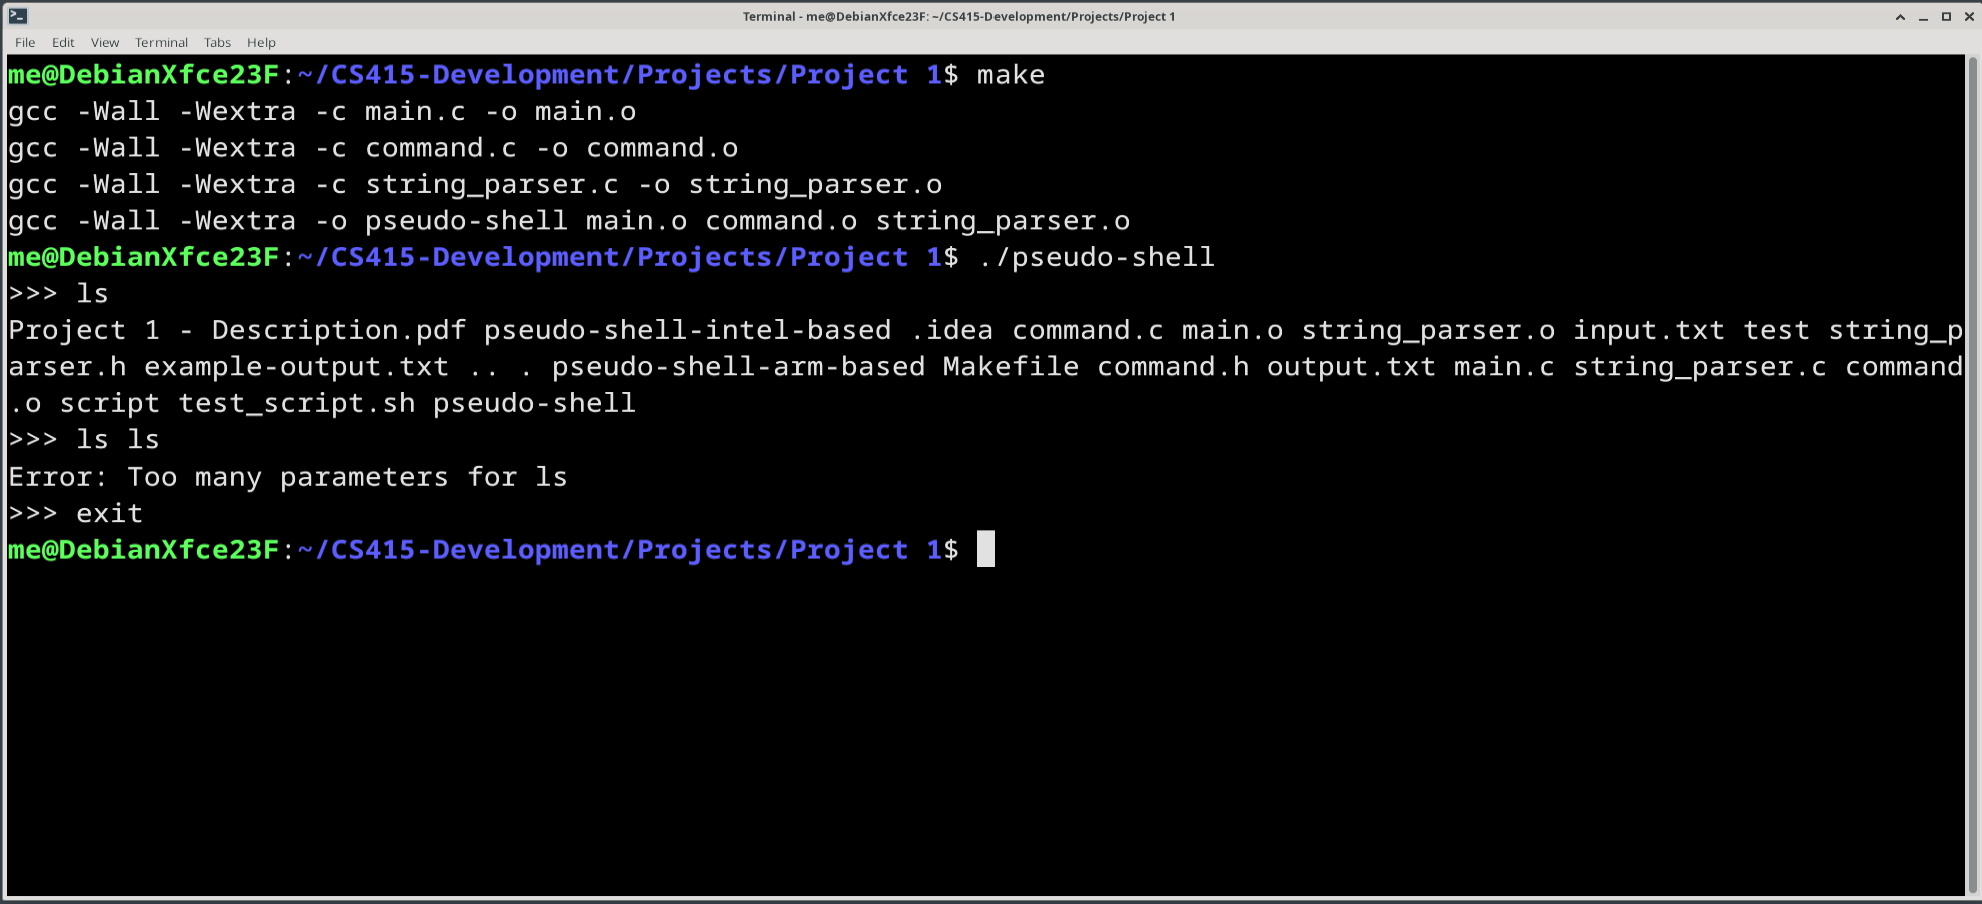 Terminal - me@DebianXfce23F: ~/CS415-Development/Projects/Project 1
File Edit View Terminal Tabs Help
me@DebianXfce23F:~/CS415-Development/Projects/Project 1$ make
gcc -Wall -Wextra -c main.c -o main.o
gcc -Wall -Wextra -c command.c -o command.o
gcc -Wall -Wextra -c string_parser.c -o string_parser.o
gcc -Wall -Wextra -o pseudo-shell main.o command.o string_parser.o
me@DebianXfce23F:~/CS415-Development/Projects/Project 1$ ./pseudo-shell
>>> ls
Project 1 - Description.pdf pseudo-shell-intel-based .idea command.c main.o string_parser.o input.txt test string_p
arser.h example-output.txt .. . pseudo-shell-arm-based Makefile command.h output.txt main.c string_parser.c command
.o script test_script.sh pseudo-shell
>>> ls ls
Error: Too many parameters for ls
>>> exit
me@DebianXfce23F:~/CS415-Development/Projects/Project 1$